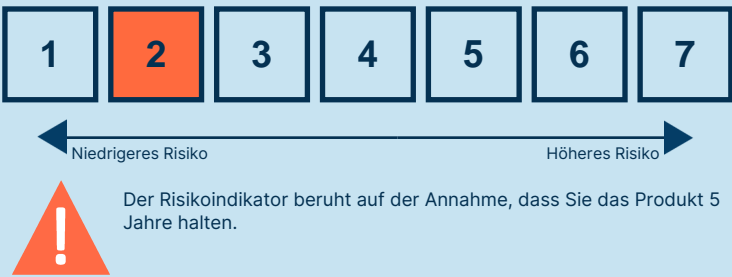 1 2 3 4 5 6 7
Niedrigeres Risiko Höheres Risiko
Der Risikoindikator beruht auf der Annahme, dass Sie das Produkt 5
Jahre halten.
!